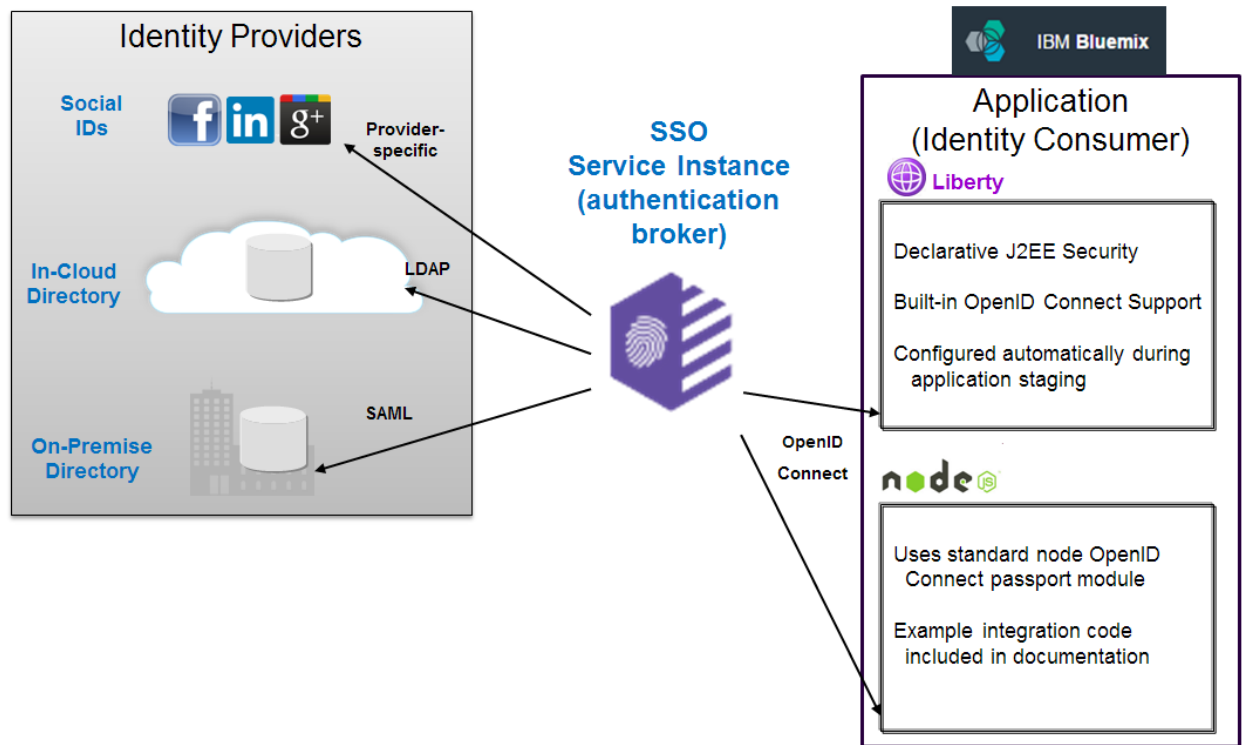 Identity Providers
Social
IDs
f
in
g+
Provider-
specific
In-Cloud
Directory
LDAP
On-Premise
Directory
SAML
SSO
Service Instance
(authentication
broker)
OpenID
Connect
IBM Bluemix
Application
(Identity Consumer)
Liberty
Declarative J2EE Security
Built-in OpenID Connect Support
Configured automatically during
application staging
node JS
Uses standard node OpenID
Connect passport module
Example integration code
included in documentation